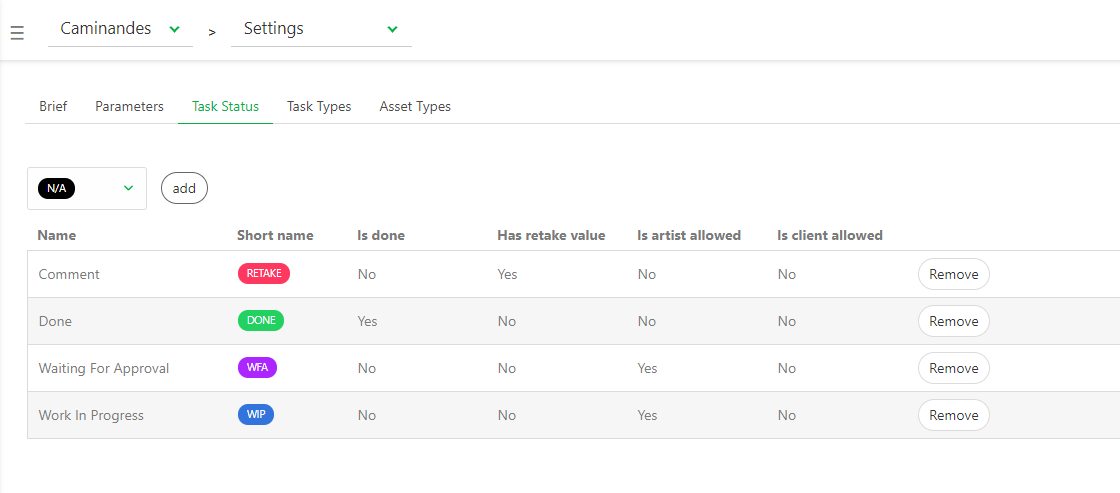 Caminandes > Settings
Brief Parameters Task Status Task Types Asset Types
N/A add
Name Short name Is done Has retake value Is artist allowed Is client allowed
Comment RETAKE No Yes No No Remove
Done DONE Yes No No No Remove
Waiting For Approval WFA No No Yes No Remove
Work In Progress WIP No No Yes No Remove